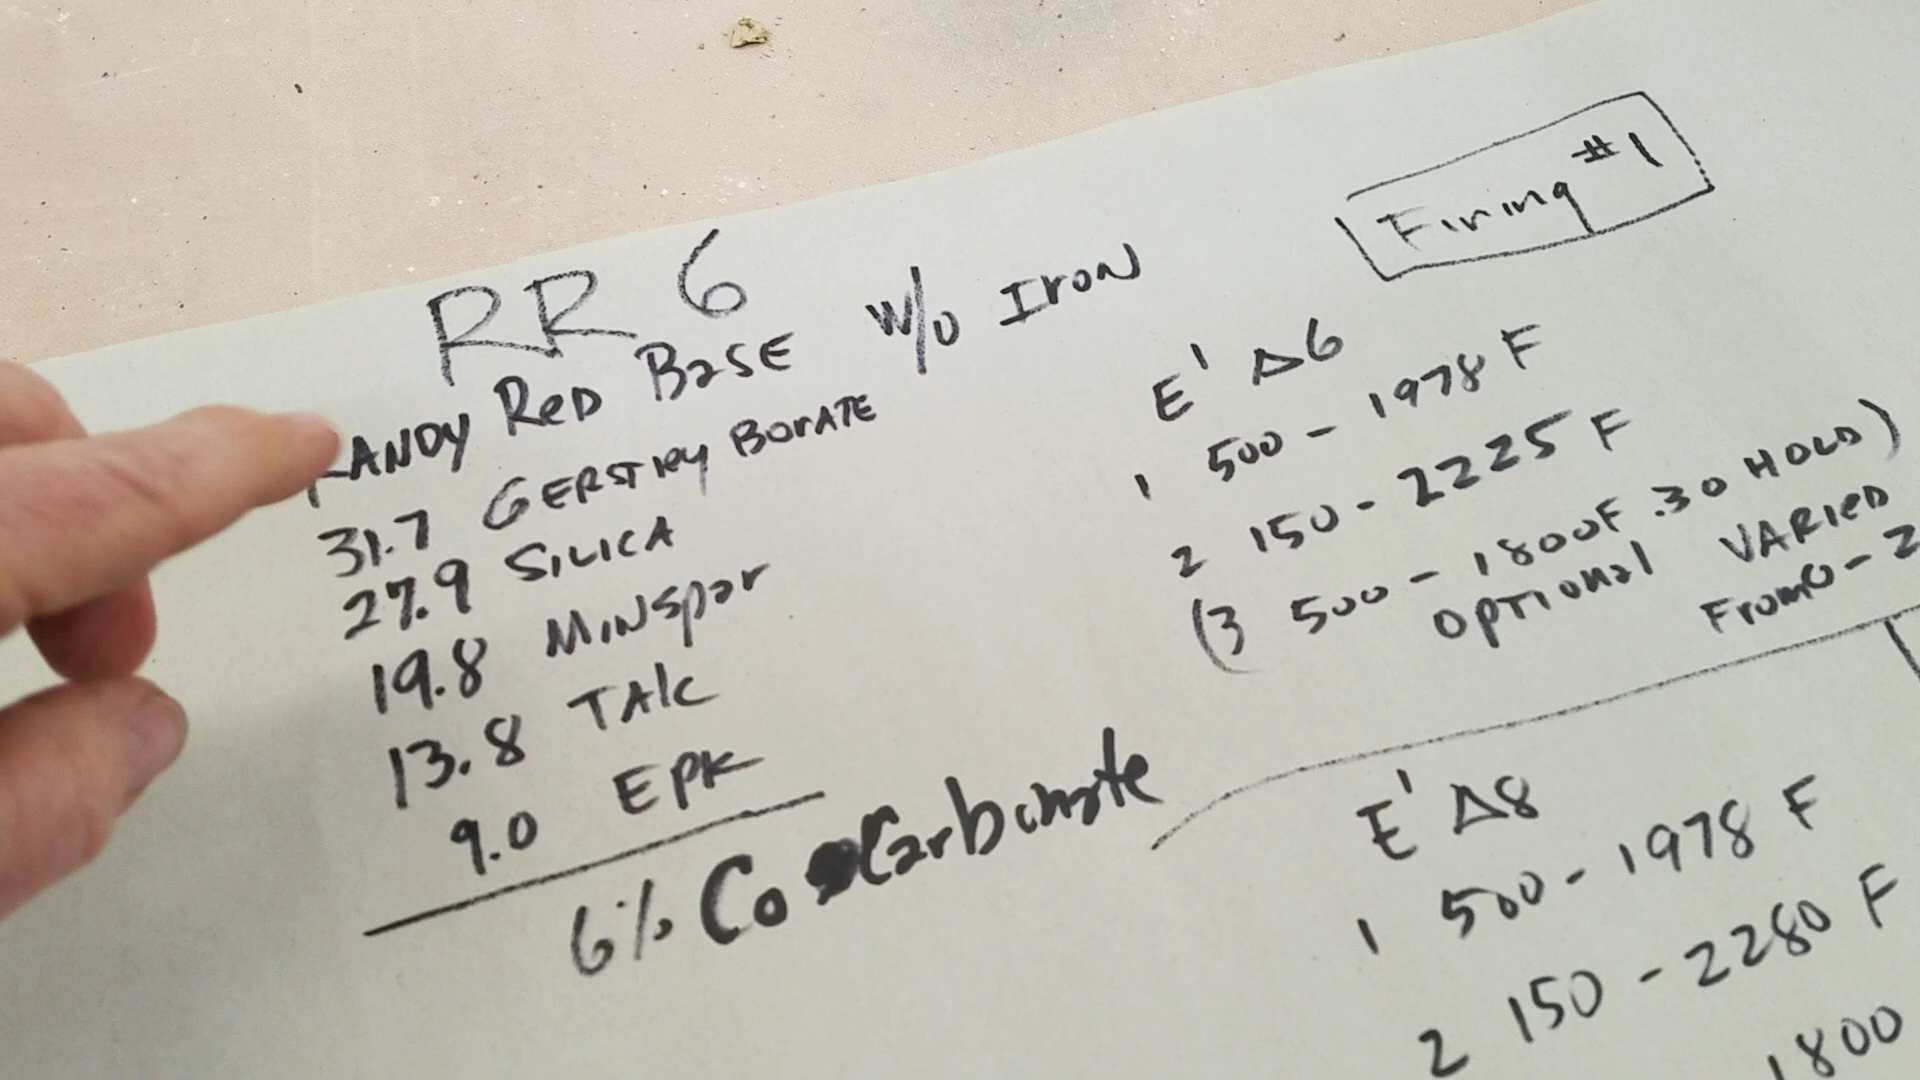 RR 6
RANDY RED BASE W/O IRON
31.7 GERSTLEY BORATE
27.9 SILICA
19.8 MINSpar
13.8 TAlc
9.0 EPK
6% Co Carbonate
Firing #1
E' Δ6
1 500 - 1978 F
2 150 - 2225 F
(3 500 - 1800F .30 HOLD)
OPTIONAL VARIED
From 0 - 2
E' Δ8
1 500 - 1978 F
2 150 - 2280 F
1800